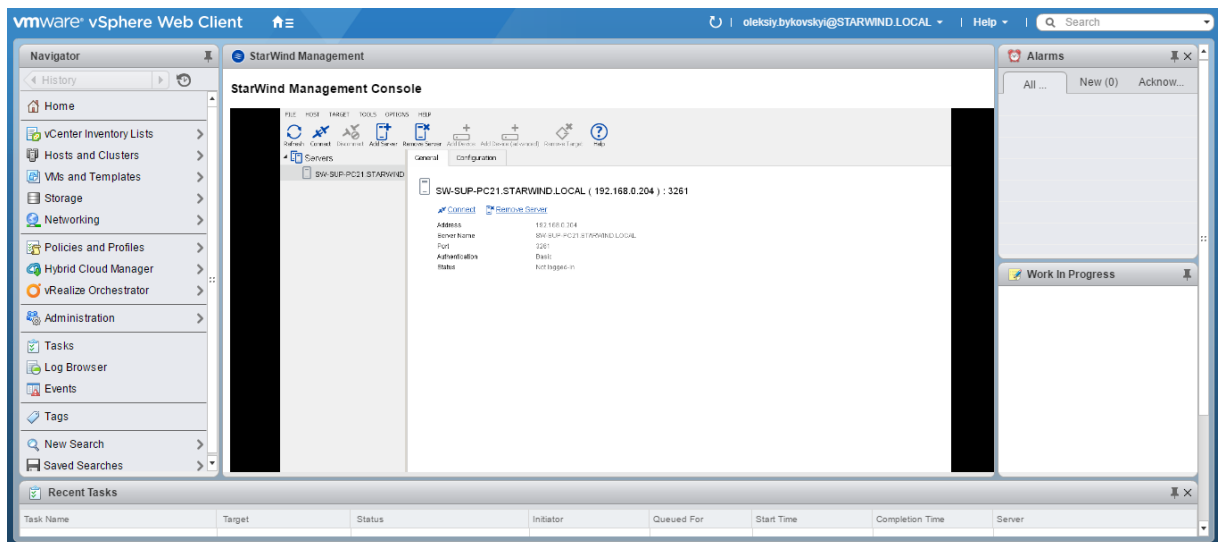 vmware® vSphere Web Client
oleksiy.bykovskyi@STARWIND.LOCAL
Help
Search
Navigator
History
Home
vCenter Inventory Lists
Hosts and Clusters
VMs and Templates
Storage
Networking
Policies and Profiles
Hybrid Cloud Manager
vRealize Orchestrator
Administration
Tasks
Log Browser
Events
Tags
New Search
Saved Searches
StarWind Management
StarWind Management Console
FILE HOST TARGET TOOLS OPTIONS HELP
Refresh Connect Disconnect Add Server Remove Server Add Device Add Device (advanced) Remove Target Help
Servers
SW-SUP-PC21.STARWIND
General Configuration
SW-SUP-PC21.STARWIND.LOCAL ( 192.168.0.204 ) : 3261
Connect Remove Server
Address 192.168.0.204
Server Name SW-SUP-PC21.STARWIND.LOCAL
Port 3261
Authentication Basic
Status Not logged-in
Alarms
All ... New (0) Acknow...
Work In Progress
Recent Tasks
Task Name Target Status Initiator Queued For Start Time Completion Time Server